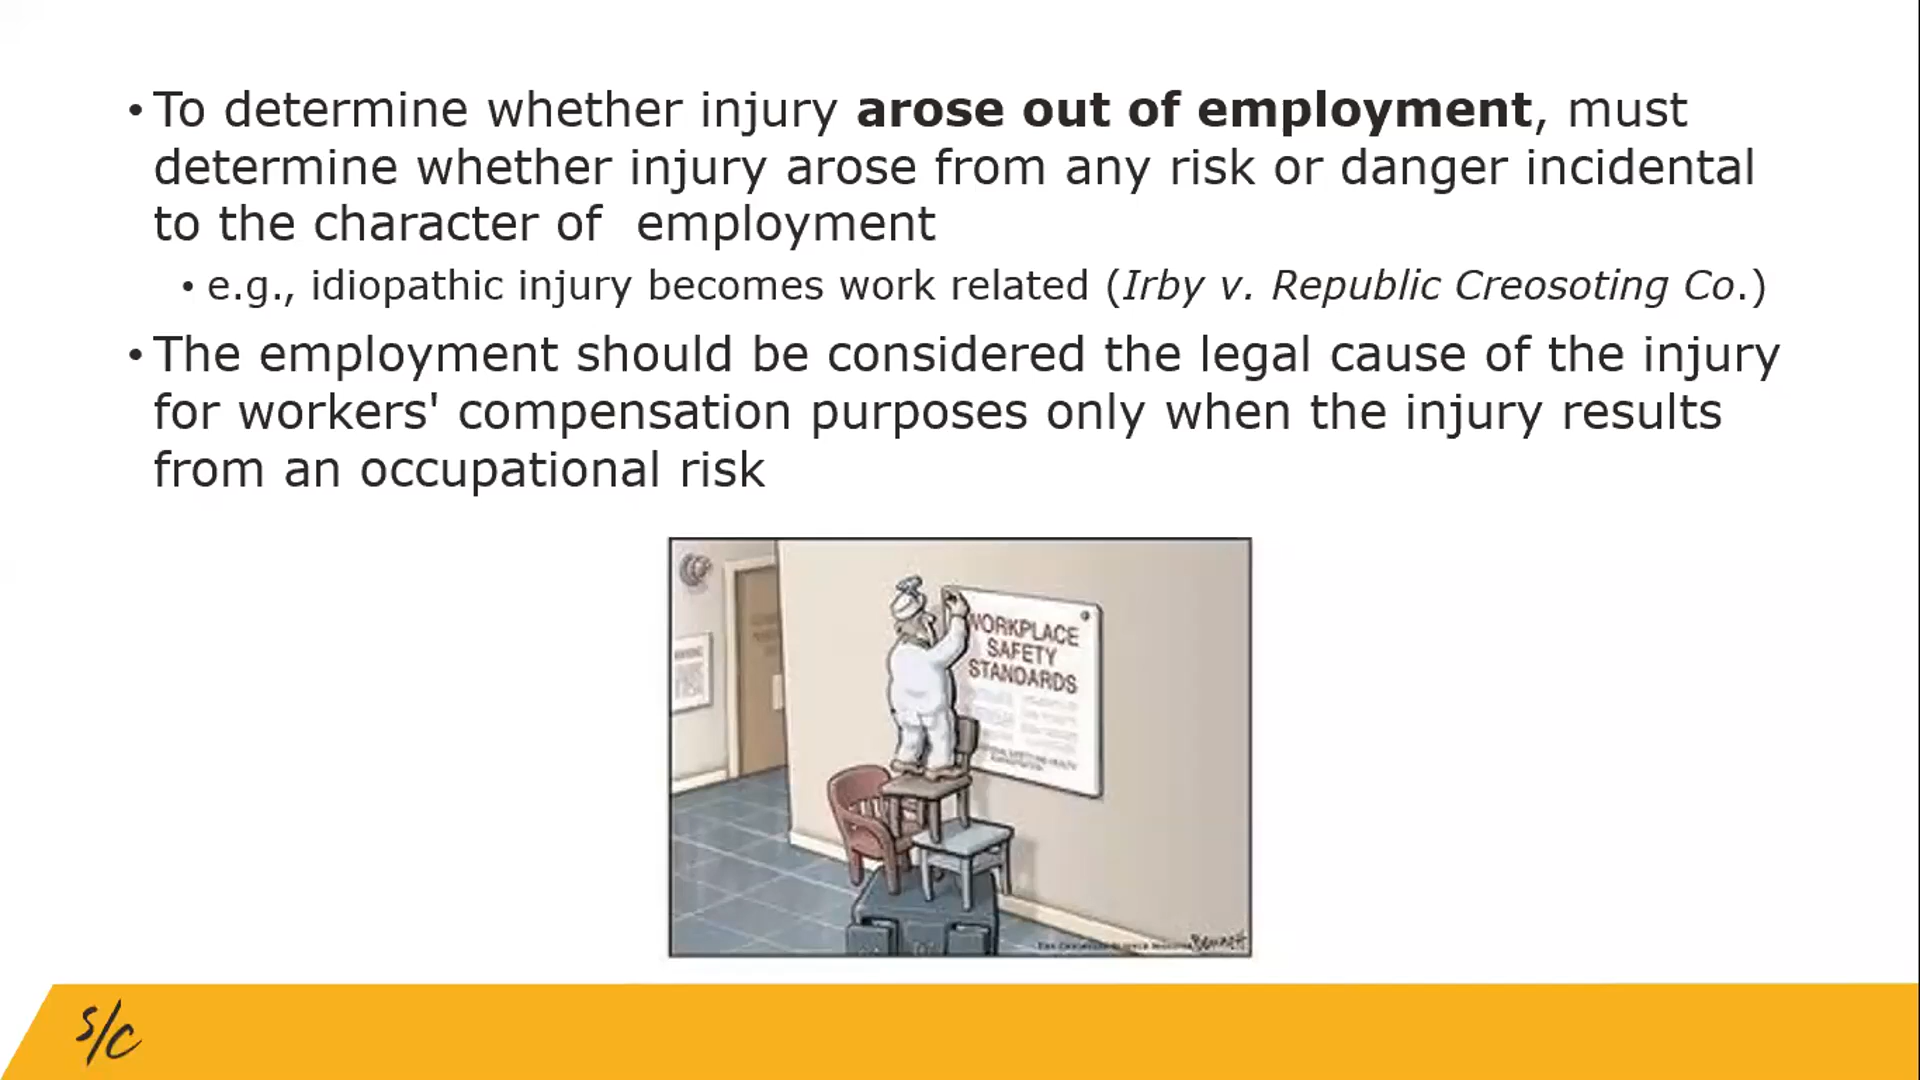 • To determine whether injury arose out of employment, must
determine whether injury arose from any risk or danger incidental
to the character of  employment
• e.g., idiopathic injury becomes work related (Irby v. Republic Creosoting Co.)
• The employment should be considered the legal cause of the injury
for workers' compensation purposes only when the injury results
from an occupational risk
WORKPLACE
SAFETY
STANDARDS
Bennett
S/C